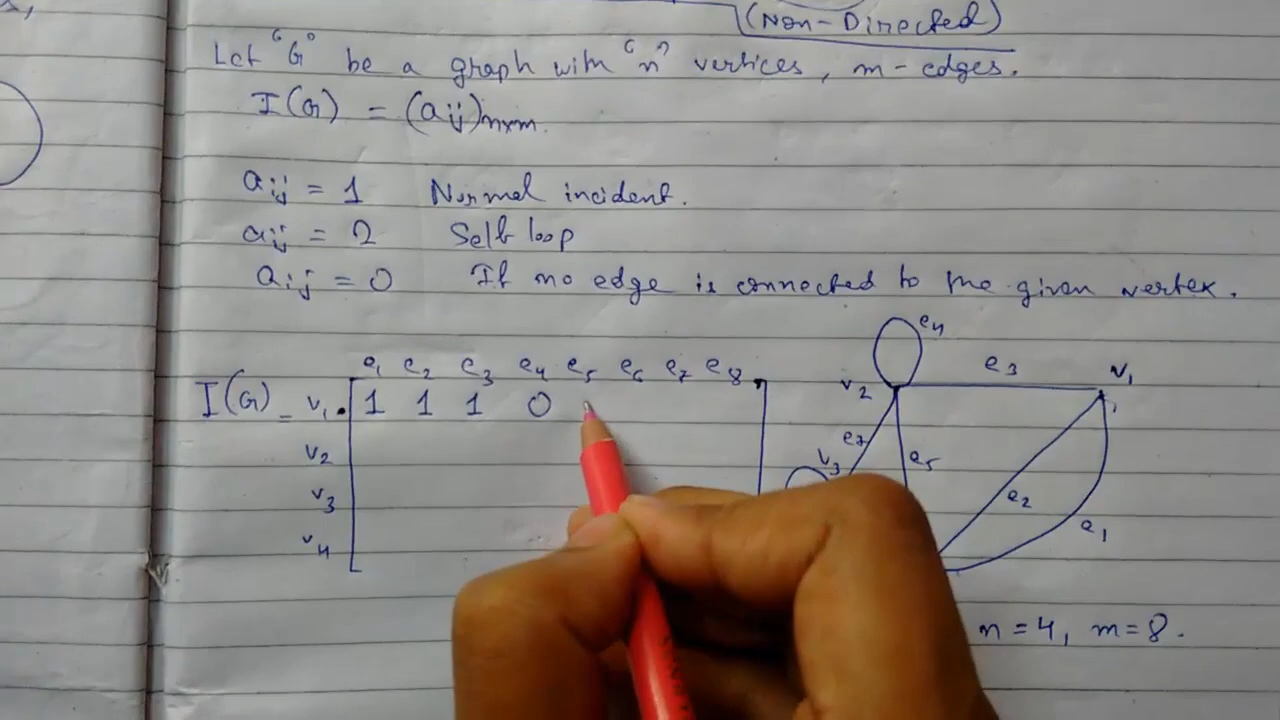 (Non-Directed)
Let "G" be a graph with "n" vertices, m-edges.
I(G) = (aij)nxm.
aij = 1 Normal incident.
aij = 2 Self loop
aij = 0 If no edge is connected to the given vertex.
e1 e2 e3 e4 e5 e6 e7 e8
I(G) = v1 1 1 1 0
v2
v3
v4
e4
e3
v1
v2
e7
v3
e5
e2
e1
n = 4, m = 8.